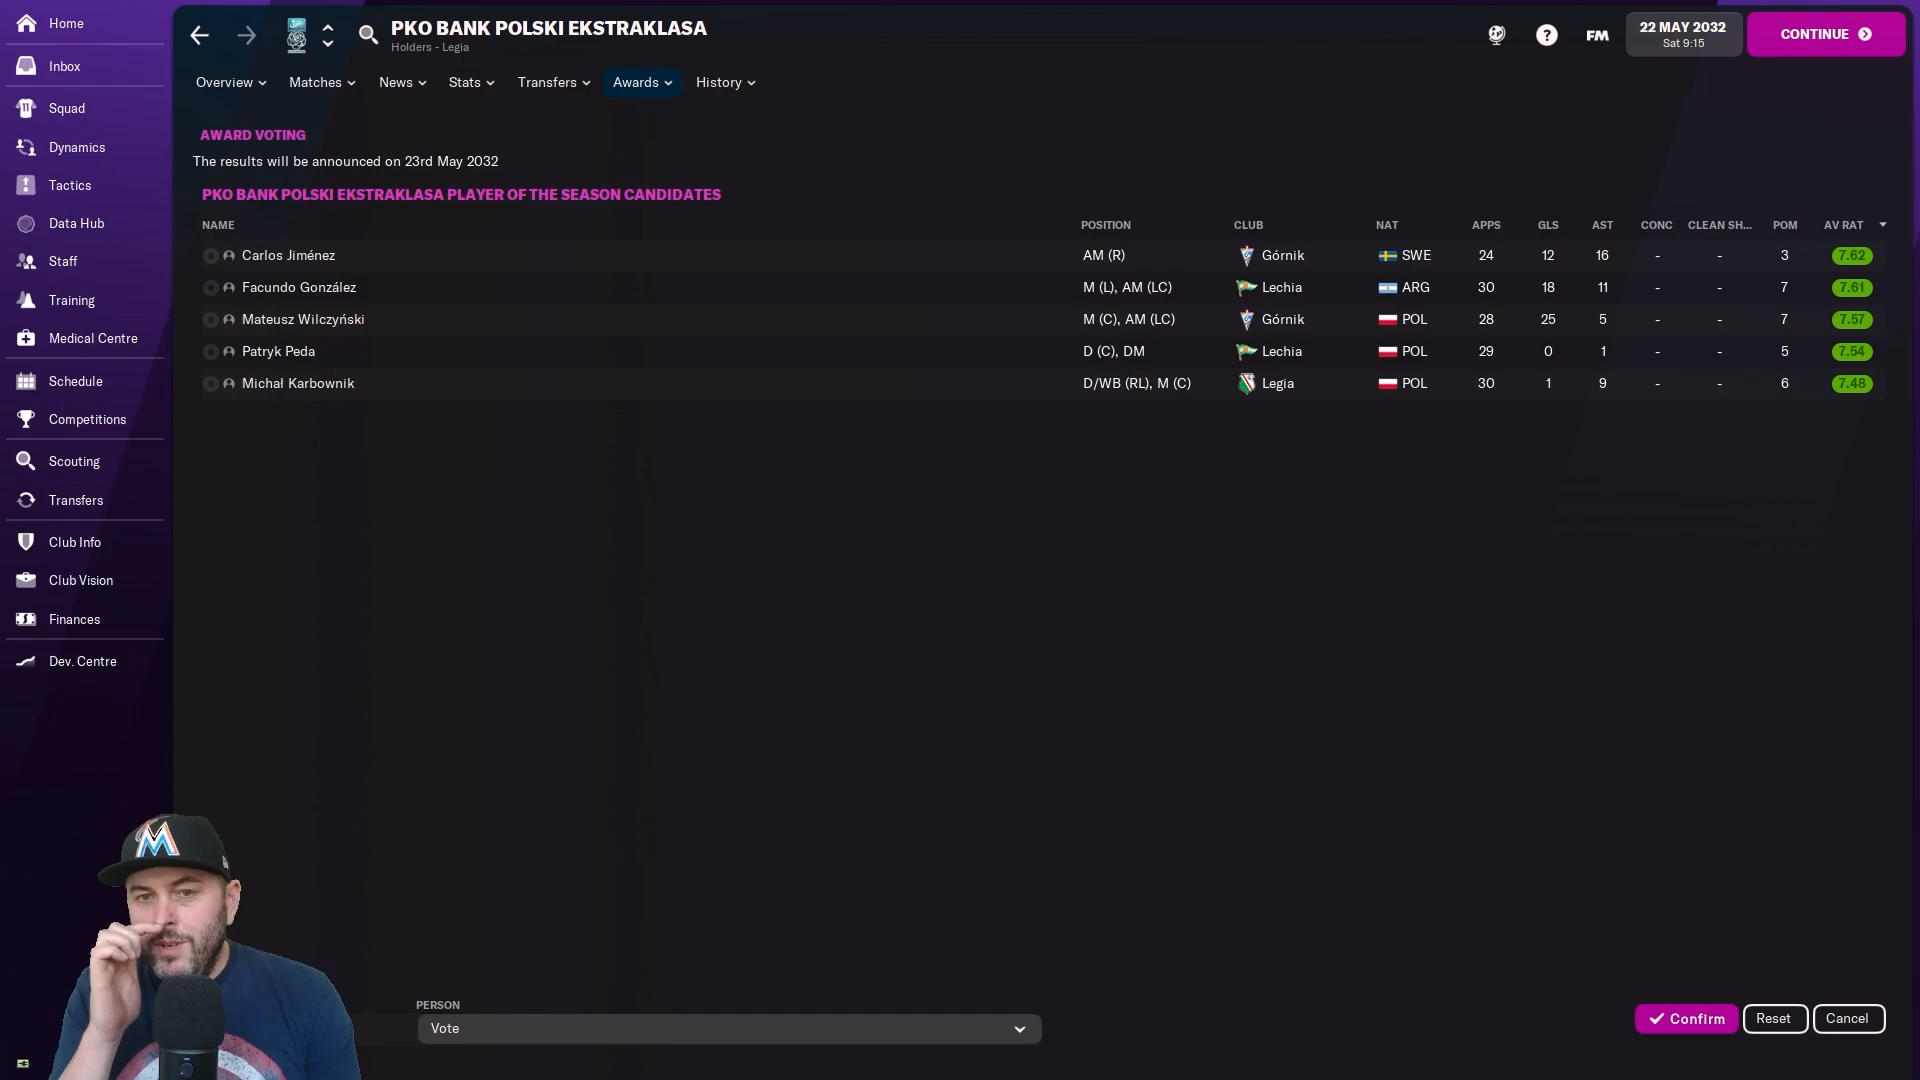 Home
Inbox
Squad
Dynamics
Tactics
Data Hub
Staff
Training
Medical Centre
Schedule
Competitions
Scouting
Transfers
Club Info
Club Vision
Finances
Dev. Centre
PKO BANK POLSKI EKSTRAKLASA
Holders - Legia
FM
22 MAY 2032
Sat 9:15
CONTINUE
Overview Matches News Stats Transfers Awards History
AWARD VOTING
The results will be announced on 23rd May 2032
PKO BANK POLSKI EKSTRAKLASA PLAYER OF THE SEASON CANDIDATES
NAME POSITION CLUB NAT APPS GLS AST CONC CLEAN SH... POM AV RAT
Carlos Jiménez AM (R) Górnik SWE 24 12 16 - - 3 7.62
Facundo González M (L), AM (LC) Lechia ARG 30 18 11 - - 7 7.61
Mateusz Wilczyński M (C), AM (LC) Górnik POL 28 25 5 - - 7 7.57
Patryk Peda D (C), DM Lechia POL 29 0 1 - - 5 7.54
Michał Karbownik D/WB (RL), M (C) Legia POL 30 1 9 - - 6 7.48
PERSON
Vote
Confirm Reset Cancel
M